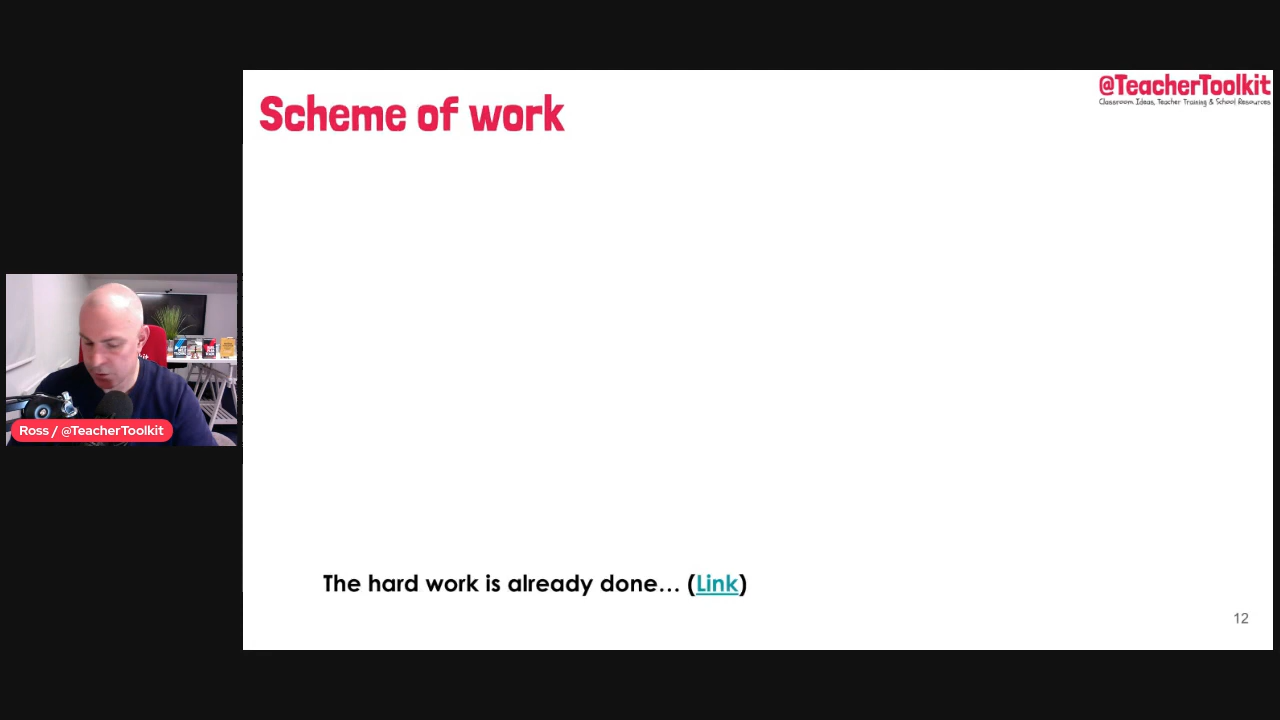 @TeacherToolkit
Classroom Ideas, Teacher Training & School Resources
Scheme of work
Ross / @TeacherToolkit
The hard work is already done... (Link)
12